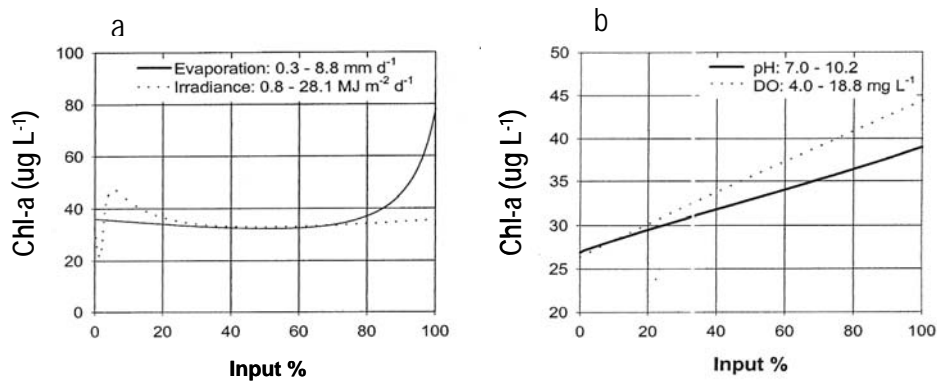 a
100
80
60
40
20
0
Chl-a (ug L⁻¹)
Evaporation: 0.3 - 8.8 mm d⁻¹
Irradiance: 0.8 - 28.1 MJ m⁻² d⁻¹
0 20 40 60 80 100
Input %
b
50
45
40
35
30
25
20
Chl-a (ug L⁻¹)
pH: 7.0 - 10.2
DO: 4.0 - 18.8 mg L⁻¹
0 20 40 60 80 100
Input %